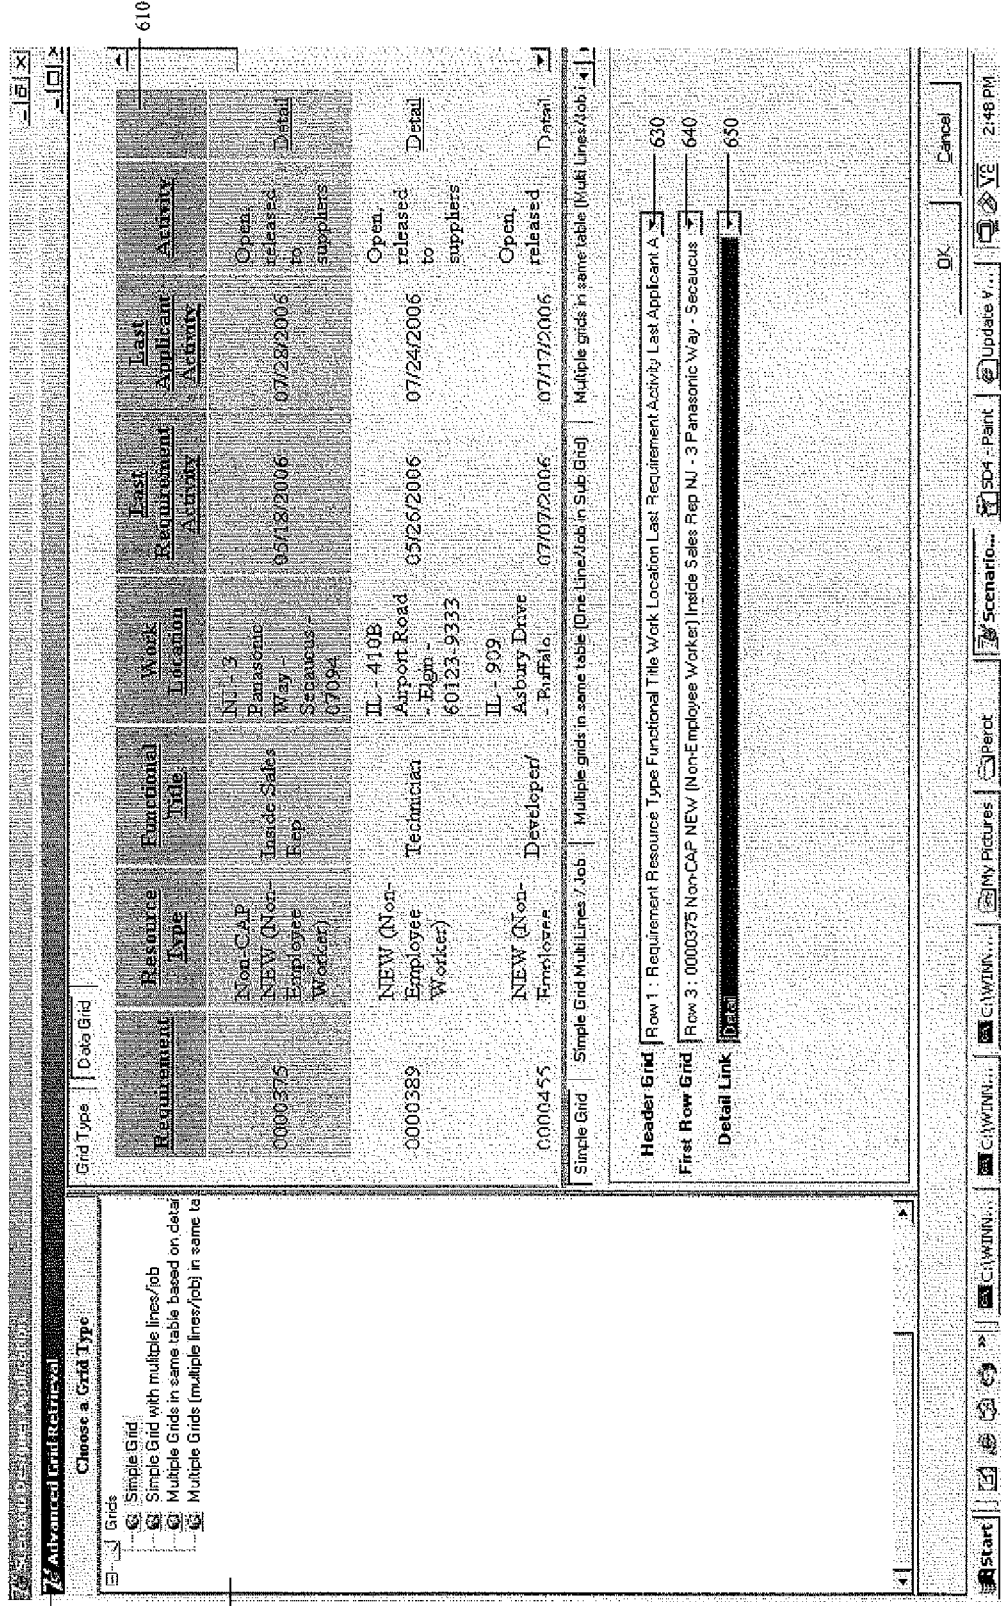 Advanced Grid Retrieval
Choose a Grid Type
Grids
Simple Grid
Simple Grid with multiple lines/job
Multiple Grids in same table based on detai
Multiple Grids (multiple lines/job) in same ta
Grid Type Data Grid
Requirement Resource Type Functional Title Work Location Last Requirement Activity Last Applicant Activity Activity
610
0000375 Non-CAP NEW (Non-Employee Worker) Inside Sales Rep NJ - 3 Panasonic Way - Secaucus - 07094 05/18/2006 07/28/2006 Open, released to suppliers Detail
0000389 NEW (Non-Employee Worker) Technician IL - 410B Airport Road - Elgin - 60123-9333 05/26/2006 07/24/2006 Open, released to suppliers Detail
0000455 NEW (Non-Employee Developer/ IL - 909 Asbury Drive - Buffalo 07/07/2006 07/17/2006 Open, released Detail
Simple Grid Simple Grid Multi Lines / Job Multiple grids in same table (One Line/Job in Sub Grid) Multiple grids in same table (Multi Lines/Job i
Header Grid Row 1 : Requirement Resource Type Functional Title Work Location Last Requirement Activity Last Applicant A 630
First Row Grid Row 3 : 0000375 Non-CAP NEW (Non-Employee Worker) Inside Sales Rep NJ - 3 Panasonic Way - Secaucus 640
Detail Link Detail 650
OK Cancel
Start C:\WINN... C:\WINN... C:\WINN... My Pictures Perot Scenario... SD4 - Paint Update V... 2:48 PM